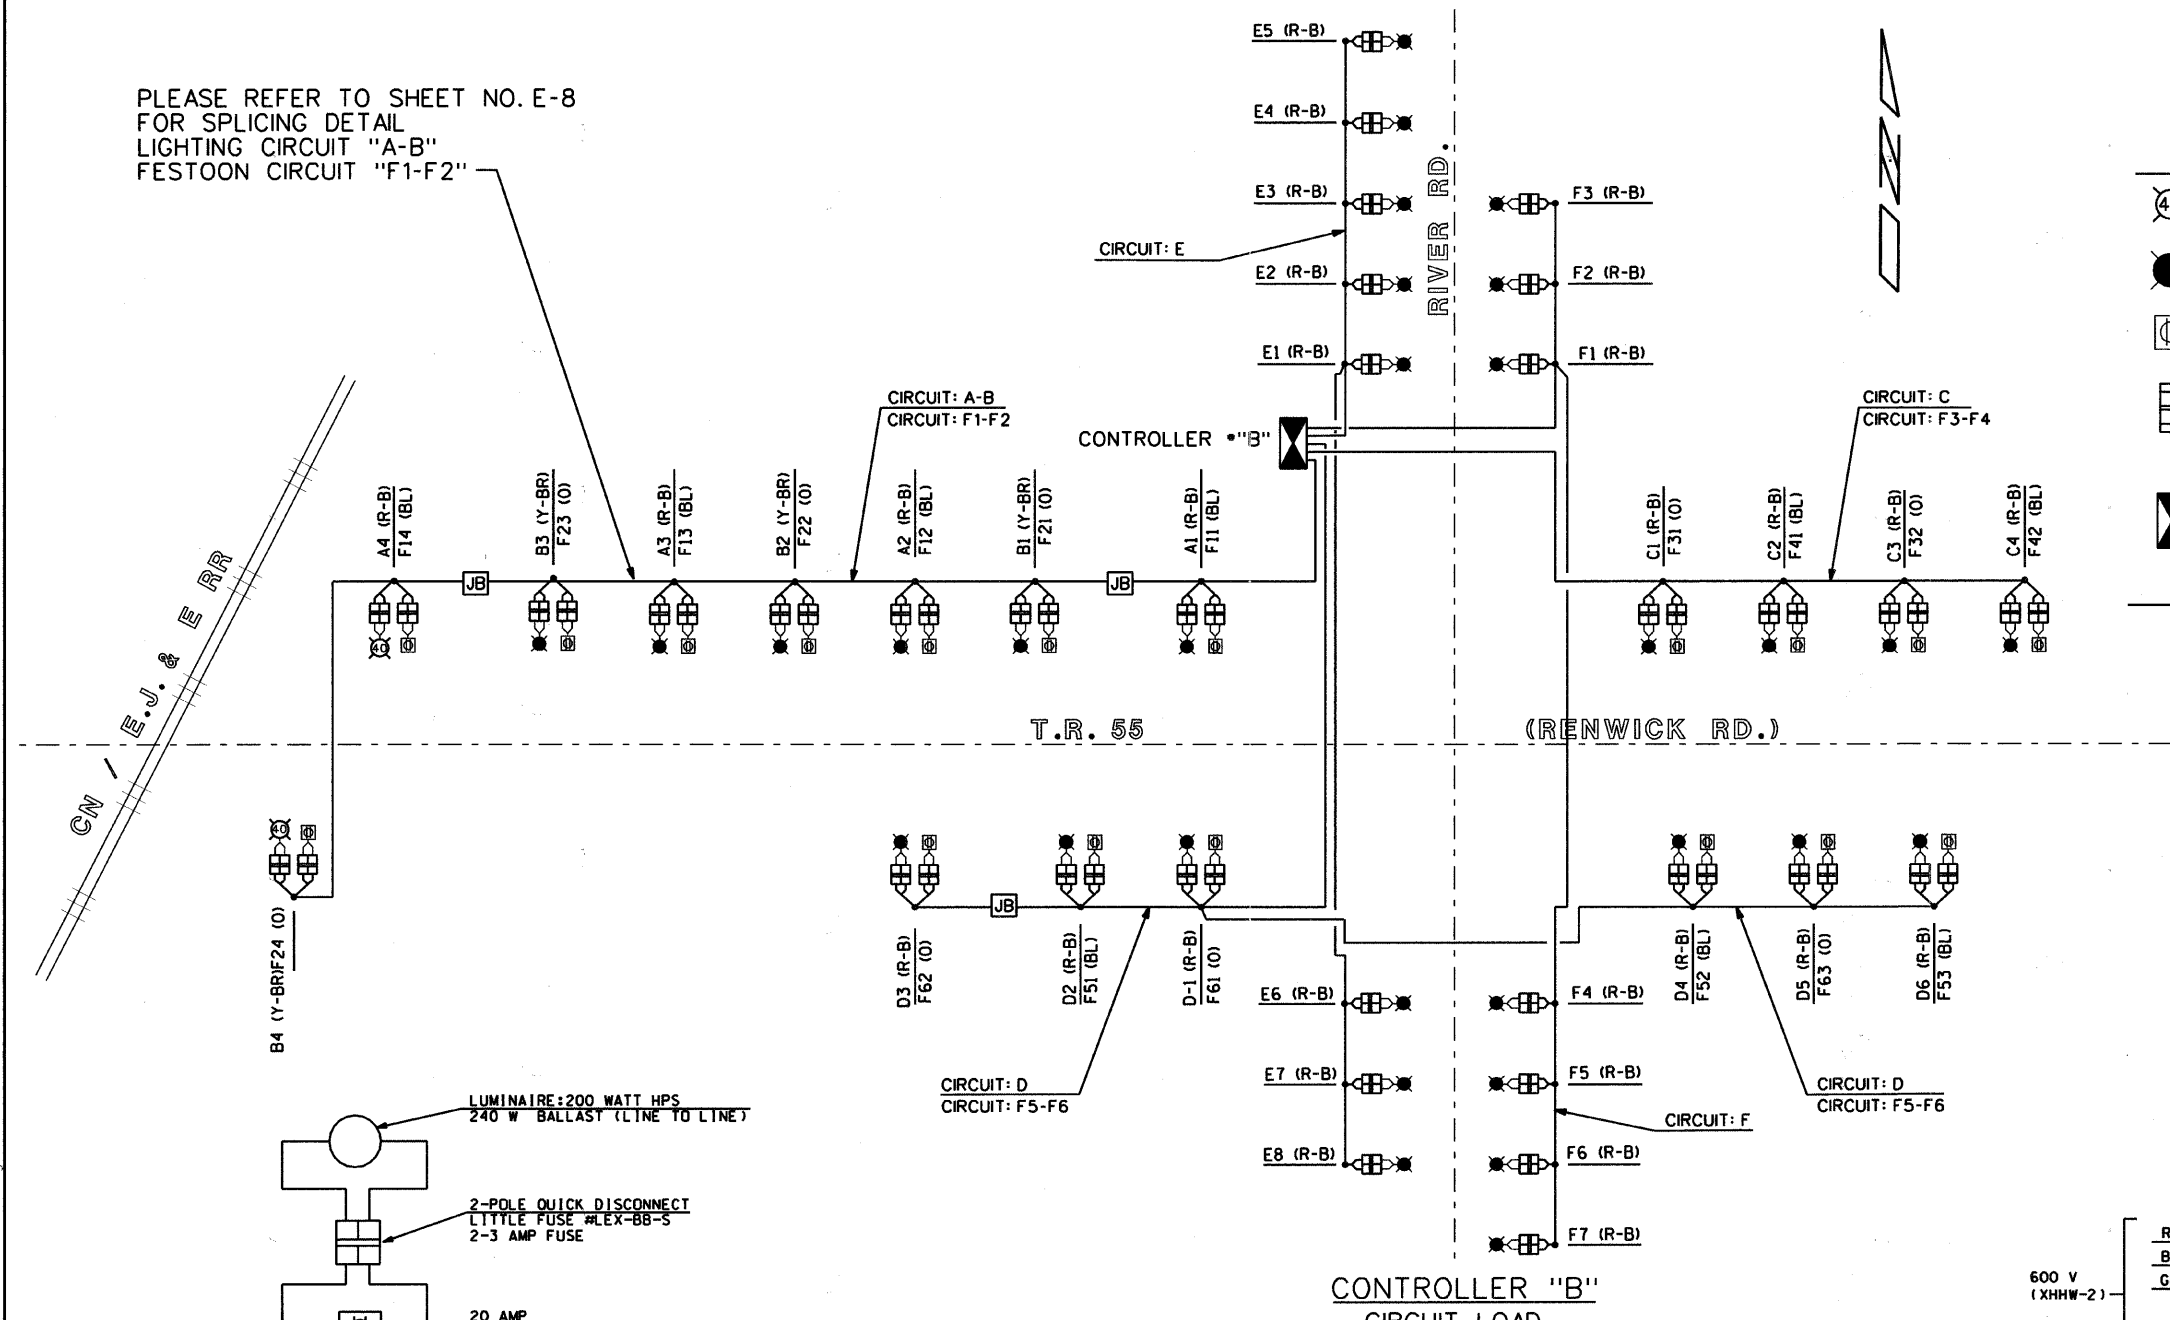 PLEASE REFER TO SHEET NO. E-8
FOR SPLICING DETAIL
LIGHTING CIRCUIT "A-B"
FESTOON CIRCUIT "F1-F2"
E5 (R-B)
E4 (R-B)
E3 (R-B)
CIRCUIT: E
E2 (R-B)
E1 (R-B)
RIVER RD.
F3 (R-B)
F2 (R-B)
F1 (R-B)
N
CIRCUIT: A-B
CIRCUIT: F1-F2
CONTROLLER "B"
CIRCUIT: C
CIRCUIT: F3-F4
A4 (R-B)
F14 (BL)
JB
B3 (Y-BR)
F23 (O)
A3 (R-B)
F13 (BL)
B2 (Y-BR)
F22 (O)
A2 (R-B)
F12 (BL)
B1 (Y-BR)
F21 (O)
JB
A1 (R-B)
F11 (BL)
C1 (R-B)
F31 (O)
C2 (R-B)
F41 (BL)
C3 (R-B)
F32 (O)
C4 (R-B)
F42 (BL)
40
CN / E.J. & E RR
T.R. 55 (RENWICK RD.)
40
B4 (Y-BR)F24 (O)
JB
D3 (R-B)
F62 (O)
D2 (R-B)
F51 (BL)
D-1 (R-B)
F61 (O)
D4 (R-B)
F52 (BL)
D5 (R-B)
F63 (O)
D6 (R-B)
F53 (BL)
E6 (R-B)
E7 (R-B)
E8 (R-B)
F4 (R-B)
F5 (R-B)
F6 (R-B)
F7 (R-B)
CIRCUIT: D
CIRCUIT: F5-F6
CIRCUIT: F
CIRCUIT: D
CIRCUIT: F5-F6
LUMINAIRE:200 WATT HPS
240 W BALLAST (LINE TO LINE)
2-POLE QUICK DISCONNECT
LITTLE FUSE #LEX-BB-S
2-3 AMP FUSE
20 AMP
CONTROLLER "B"
CIRCUIT LOAD
600 V
(XHHW-2)
R
B
G